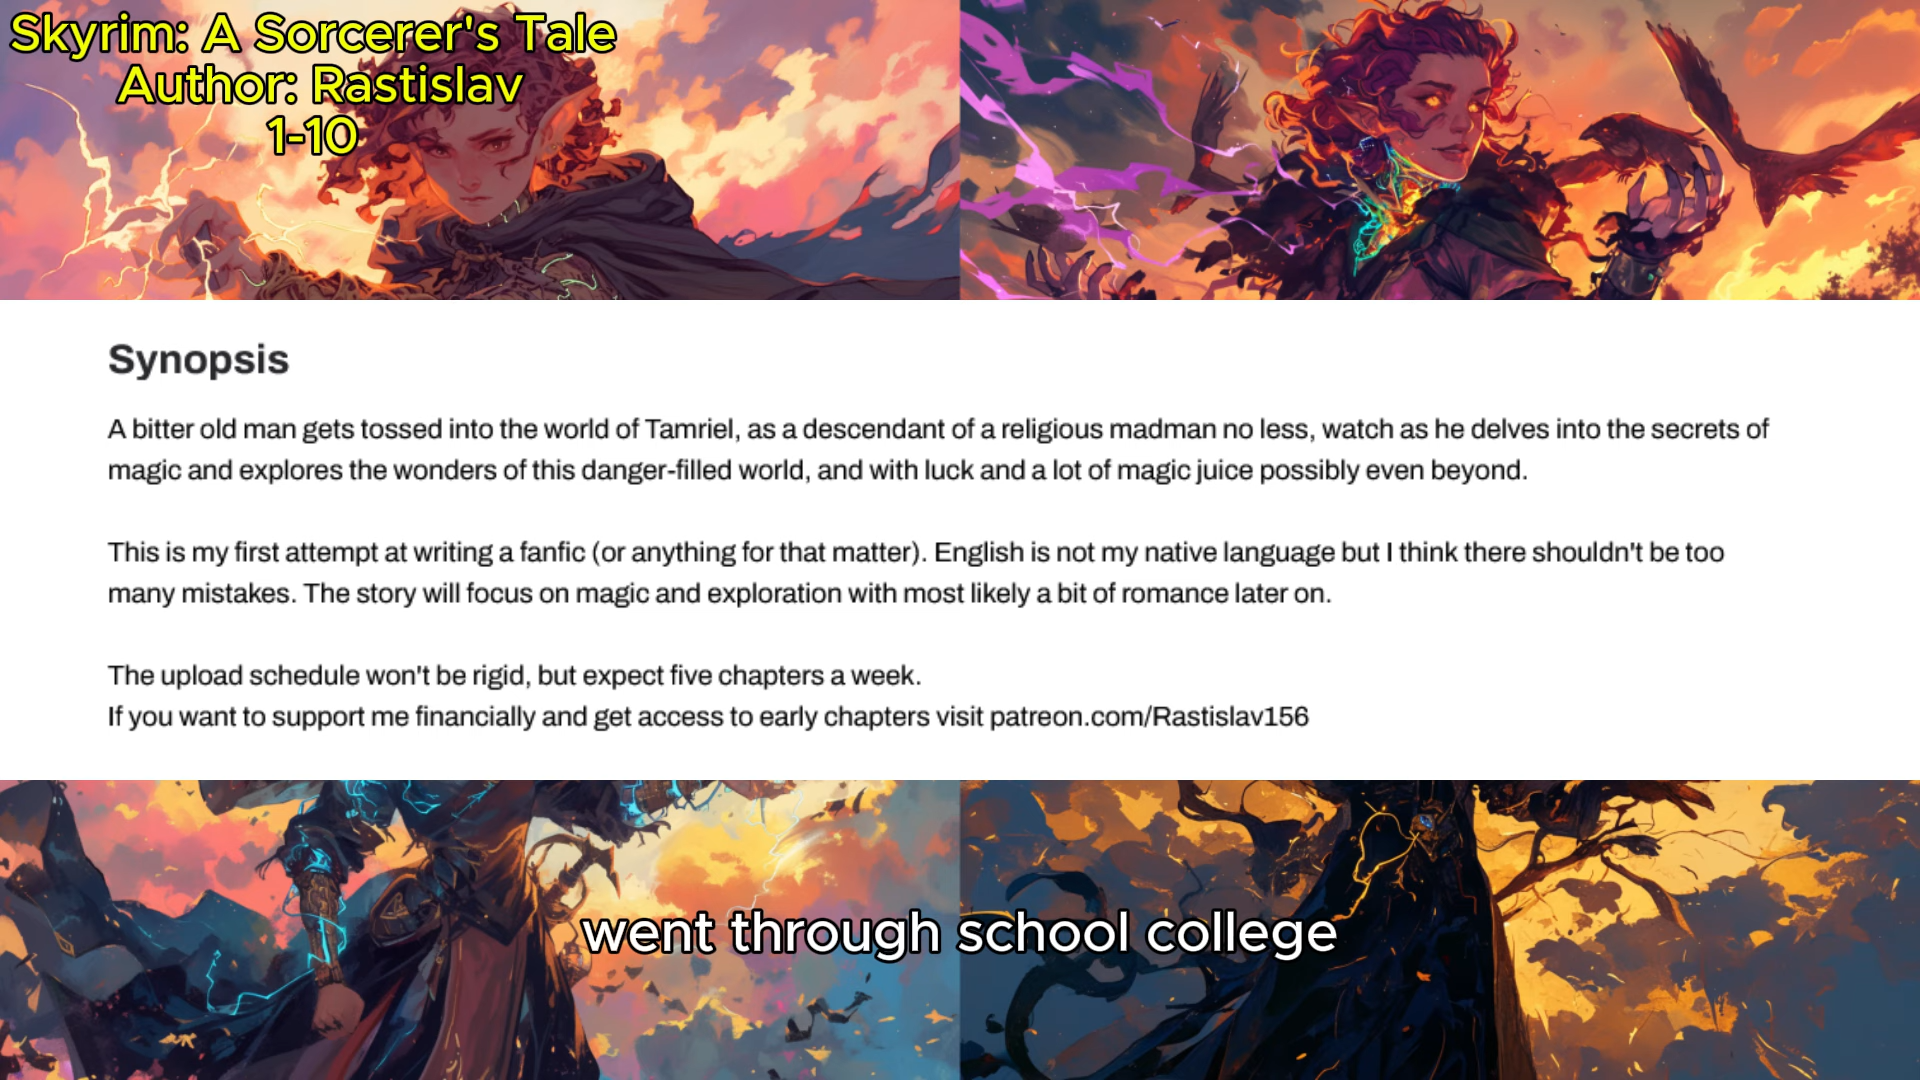 Skyrim: A Sorcerer's Tale
Author: Rastislav
1-10
Synopsis
A bitter old man gets tossed into the world of Tamriel, as a descendant of a religious madman no less, watch as he delves into the secrets of
magic and explores the wonders of this danger-filled world, and with luck and a lot of magic juice possibly even beyond.
This is my first attempt at writing a fanfic (or anything for that matter). English is not my native language but I think there shouldn't be too
many mistakes. The story will focus on magic and exploration with most likely a bit of romance later on.
The upload schedule won't be rigid, but expect five chapters a week.
If you want to support me financially and get access to early chapters visit patreon.com/Rastislav156
went through school college